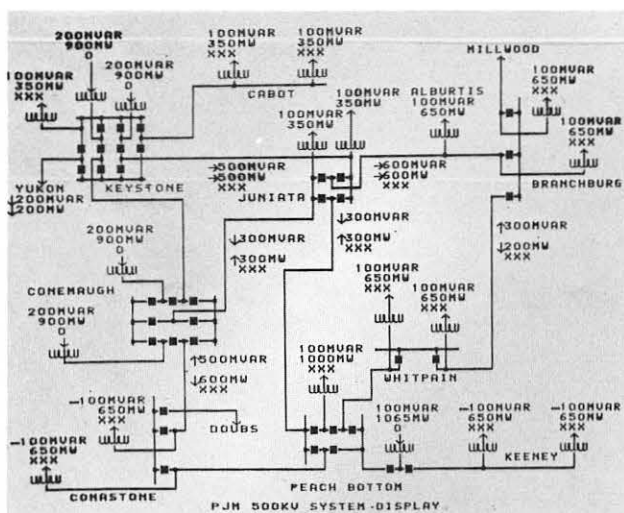 200MVAR
900MW
0
100MVAR
350MW
XXX
200MVAR
900MW
0
100MVAR
350MW
XXX
100MVAR
350MW
XXX
CABOT
100MVAR
350MW
100MVAR
350MW
ALBURTIS
100MVAR
650MW
MILLWOOD
100MVAR
650MW
XXX
100MVAR
650MW
XXX
BRANCHBURG
YUKON
↓200MVAR
↓200MW
KEYSTONE
→500MVAR
→500MW
XXX
JUNIATA
→600MVAR
XXX
↓300MVAR
↑300MW
XXX
↓300MVAR
↑300MW
XXX
↑300MVAR
↓200MW
XXX
200MVAR
900MW
0
CONEMAUGH
200MVAR
900MW
0
100MVAR
650MW
XXX
100MVAR
650MW
XXX
WHITPAIN
↑500MVAR
↓600MW
XXX
100MVAR
1000MW
XXX
-100MVAR
650MW
XXX
DOUBS
-100MVAR
650MW
XXX
CONASTONE
100MVAR
1065MW
0
-100MVAR
650MW
XXX
-100MVAR
650MW
XXX
KEENEY
PEACH BOTTOM
PJM 500KV SYSTEM DISPLAY